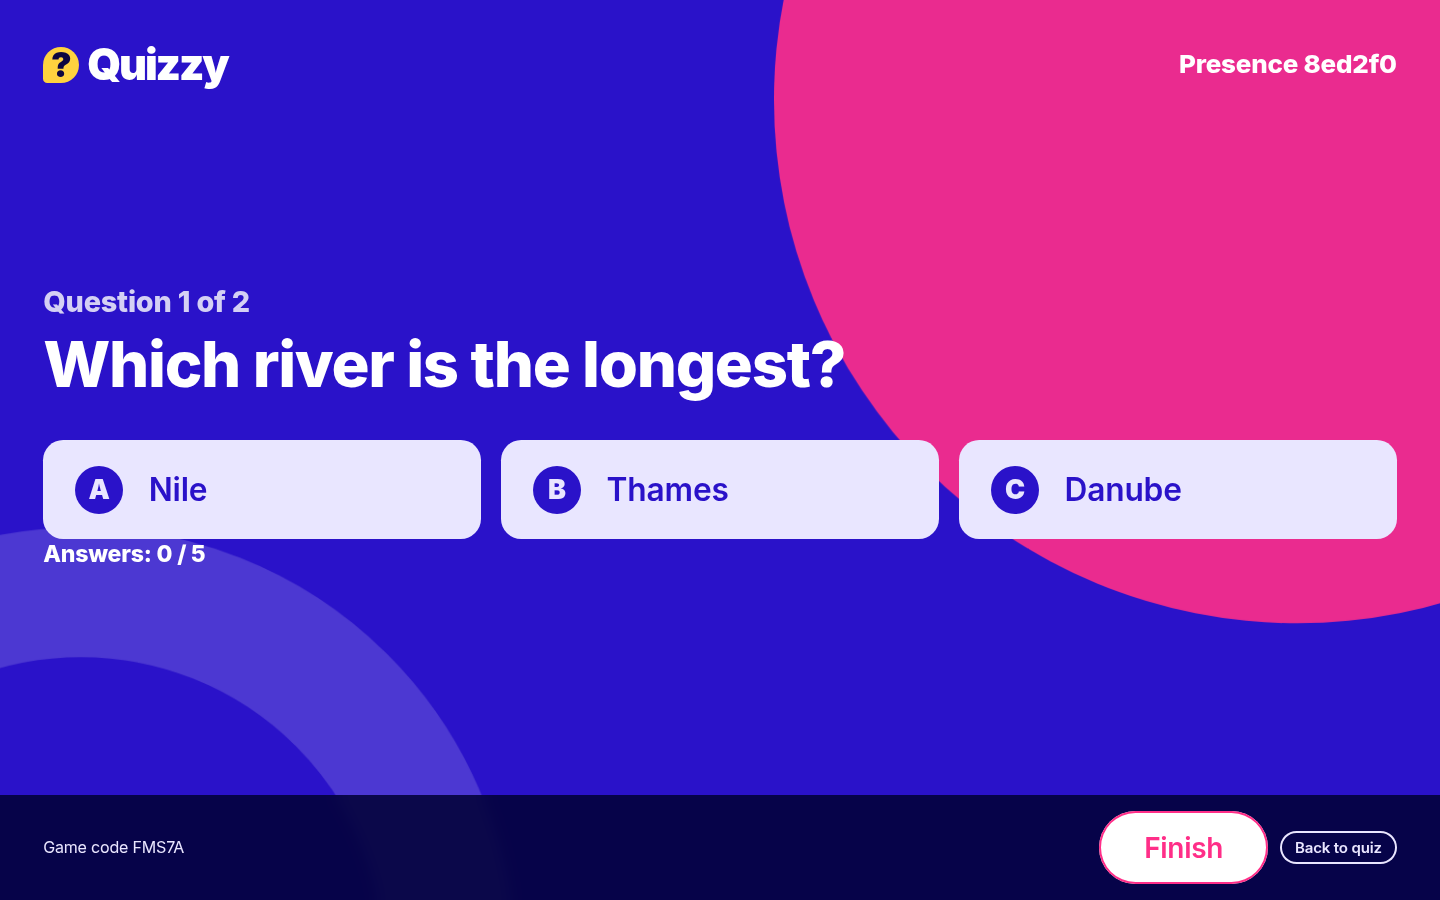 ? Quizzy
Presence 8ed2f0
Question 1 of 2
Which river is the longest?
A Nile
B Thames
C Danube
Answers: 0 / 5
Game code FMS7A
Finish
Back to quiz